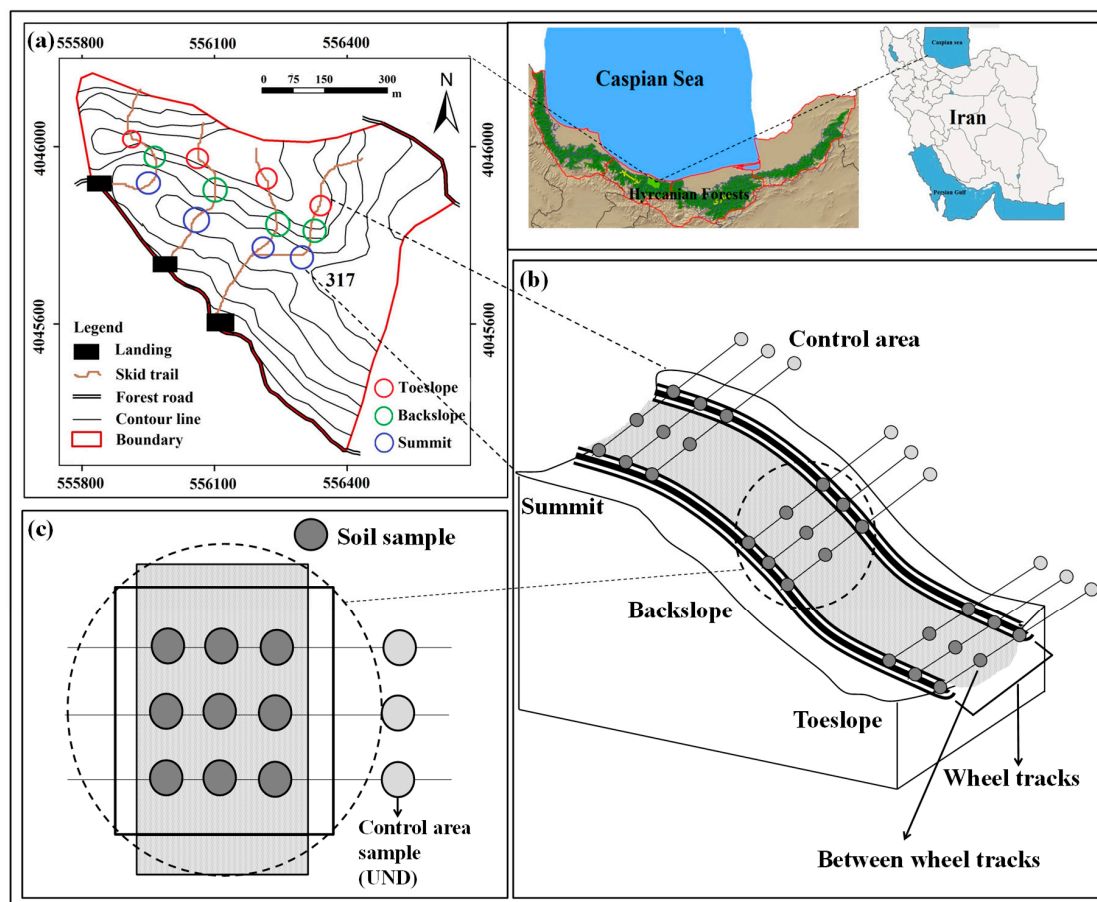 (a)
555800
556100
556400
0 75 150 300
m
N
4046000
4046000
4045600
4045600
317
Legend
Landing
Skid trail
Forest road
Contour line
Boundary
Toeslope
Backslope
Summit
555800
556100
556400
Caspian Sea
Hyrcanian Forests
Caspian sea
Iran
Persian Gulf
(b)
Control area
Summit
Backslope
Toeslope
Wheel tracks
Between wheel tracks
(c)
Soil sample
Control area
sample
(UND)